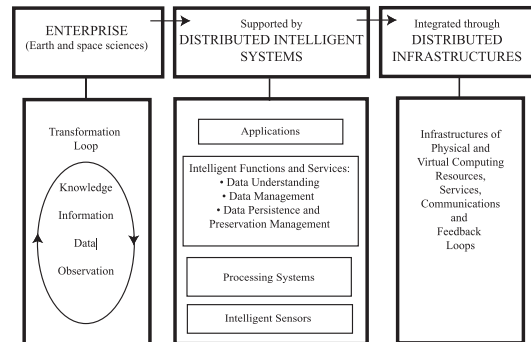 ENTERPRISE
(Earth and space sciences)
Supported by
DISTRIBUTED INTELLIGENT
SYSTEMS
Integrated through
DISTRIBUTED
INFRASTRUCTURES
Transformation
Loop
Knowledge
Information
Data
Observation
Applications
Intelligent Functions and Services:
• Data Understanding
• Data Management
• Data Persistence and
Preservation Management
Processing Systems
Intelligent Sensors
Infrastructures of
Physical and
Virtual Computing
Resources,
Services,
Communications
and
Feedback
Loops